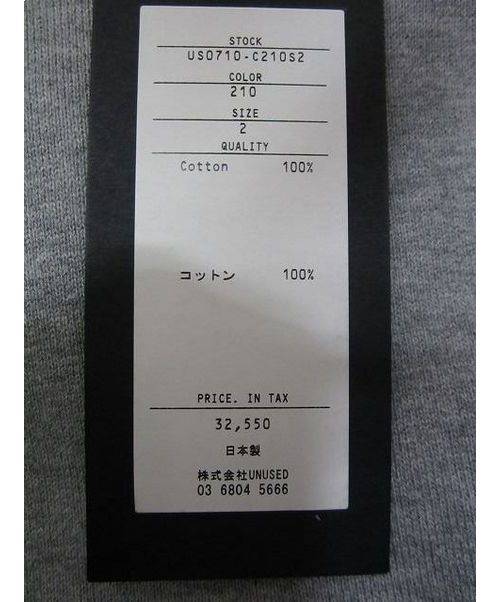 STOCK
US0710-C210S2
COLOR
210
SIZE
2
QUALITY
Cotton 100%
コットン 100%
PRICE. IN TAX
32,550
日本製
株式会社UNUSED
03 6804 5666